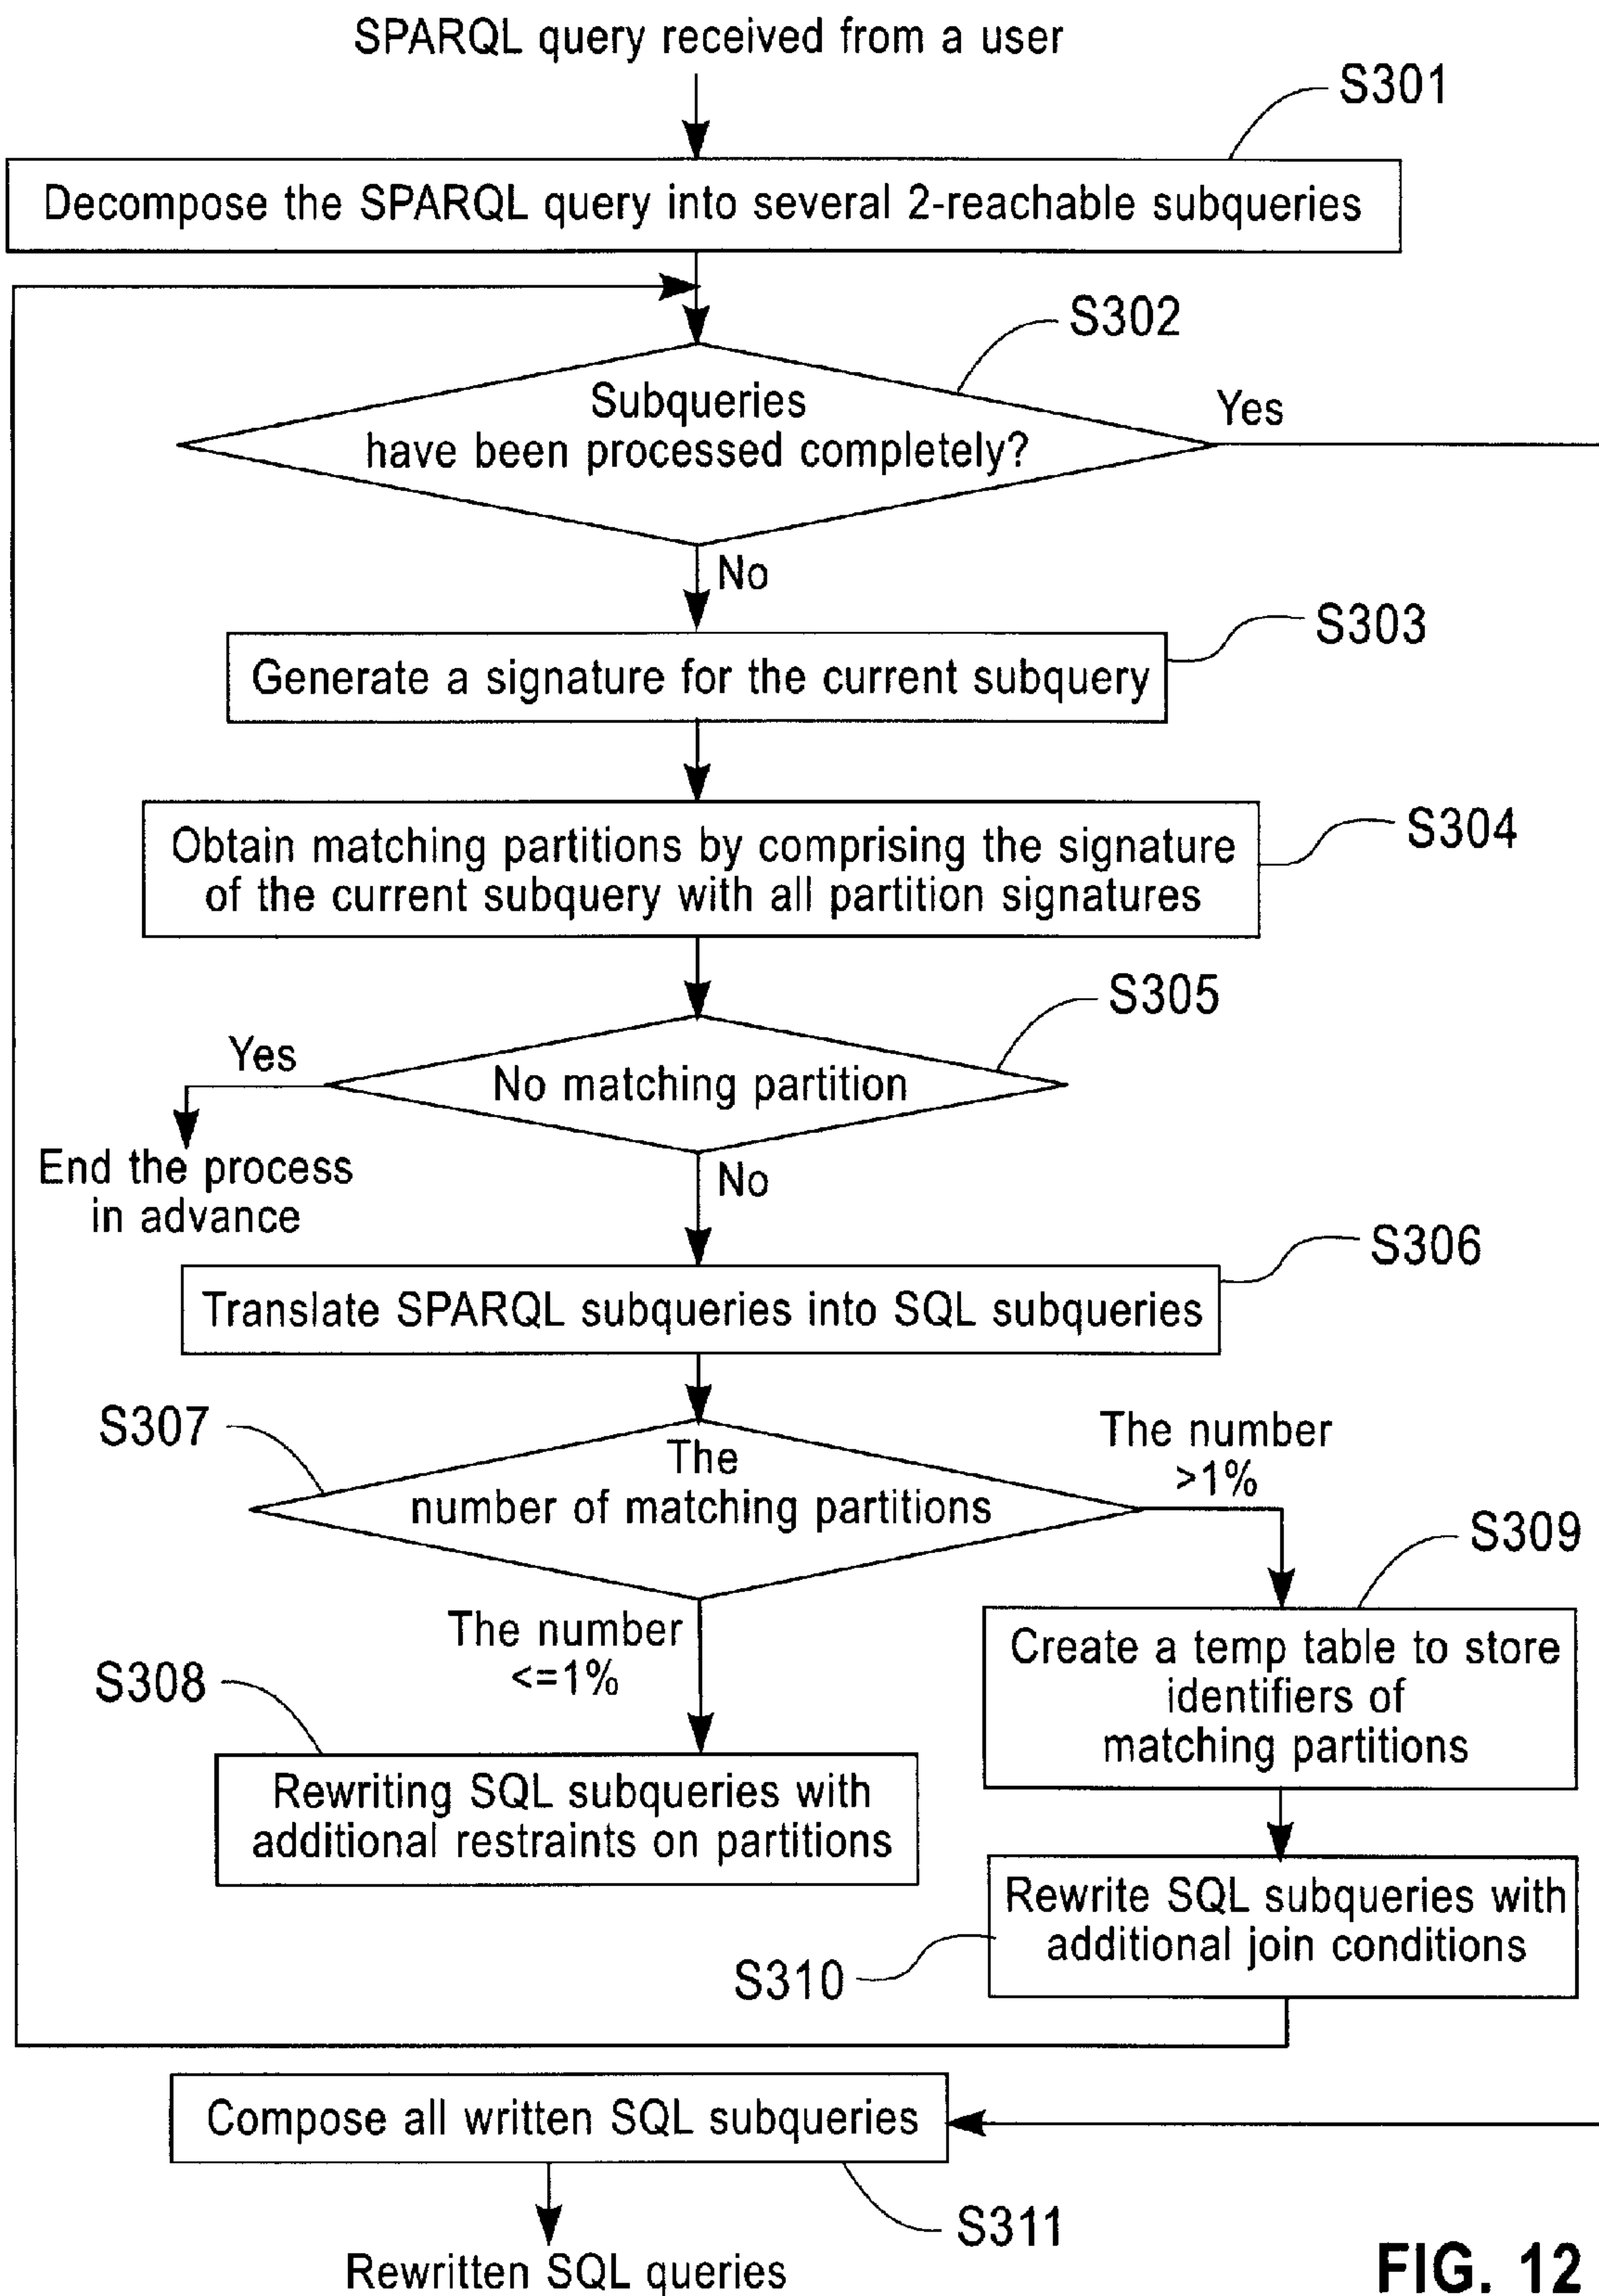 SPARQL query received from a user
S301
Decompose the SPARQL query into several 2-reachable subqueries
S302
Subqueries
have been processed completely?
Yes
No
S303
Generate a signature for the current subquery
S304
Obtain matching partitions by comprising the signature
of the current subquery with all partition signatures
S305
Yes
No matching partition
End the process
in advance
No
S306
Translate SPARQL subqueries into SQL subqueries
S307
The
number of matching partitions
The number
>1%
S309
The number
<=1%
Create a temp table to store
identifiers of
matching partitions
S308
Rewriting SQL subqueries with
additional restraints on partitions
Rewrite SQL subqueries with
additional join conditions
S310
Compose all written SQL subqueries
S311
Rewritten SQL queries
FIG. 12